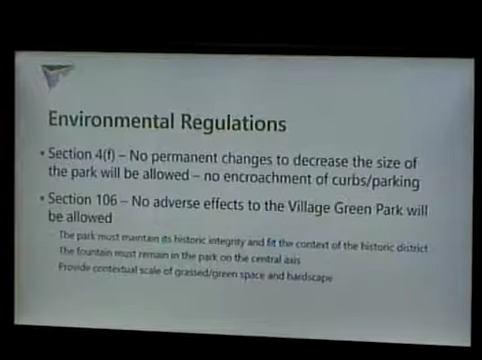 Environmental Regulations
• Section 4(f) – No permanent changes to decrease the size of
the park will be allowed – no encroachment of curbs/parking
• Section 106 – No adverse effects to the Village Green Park will
be allowed
– The park must maintain its historic integrity and fit the context of the historic district
– The fountain must remain in the park on the central axis
– Provide contextual scale of grassed/green space and hardscape